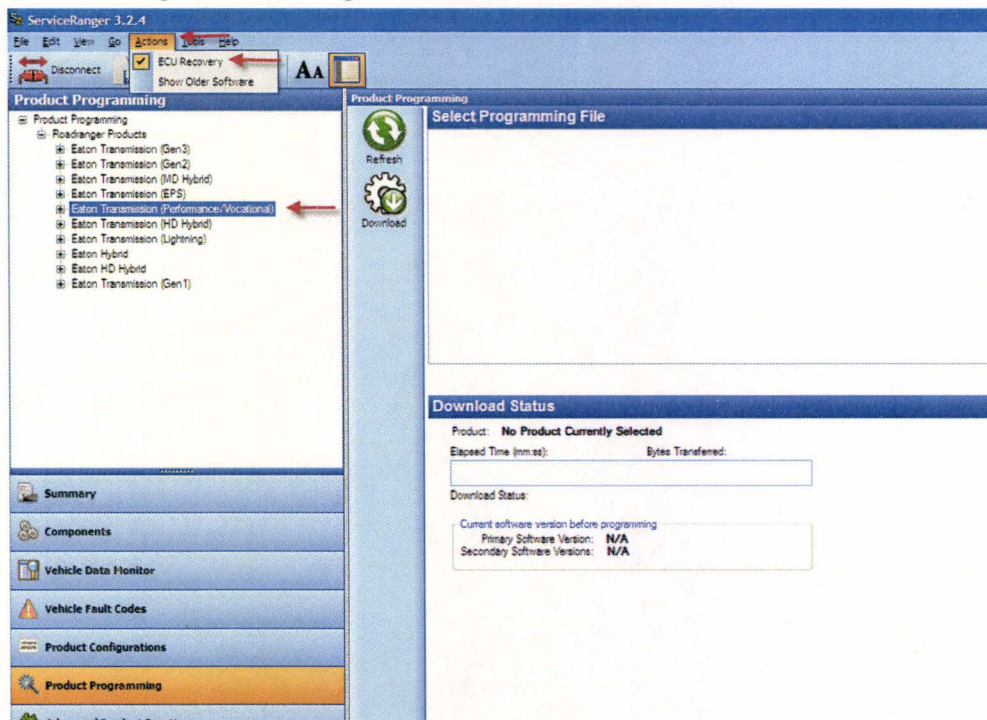 ServiceRanger 3.2.4
File Edit View Go Actions Tools Help
Disconnect
ECU Recovery
Show Older Software
AA
Product Programming
Product Programming
Roadranger Products
Eaton Transmission (Gen3)
Eaton Transmission (Gen2)
Eaton Transmission (MD Hybrid)
Eaton Transmission (EPS)
Eaton Transmission (Performance/Vocational)
Eaton Transmission (HD Hybrid)
Eaton Transmission (Lightning)
Eaton Hybrid
Eaton HD Hybrid
Eaton Transmission (Gen1)
Summary
Components
Vehicle Data Monitor
Vehicle Fault Codes
Product Configurations
Product Programming
Product Programming
Refresh
Download
Select Programming File
Download Status
Product: No Product Currently Selected
Elapsed Time (mm:ss): Bytes Transferred:
Download Status:
Current software version before programming
Primary Software Version: N/A
Secondary Software Versions: N/A